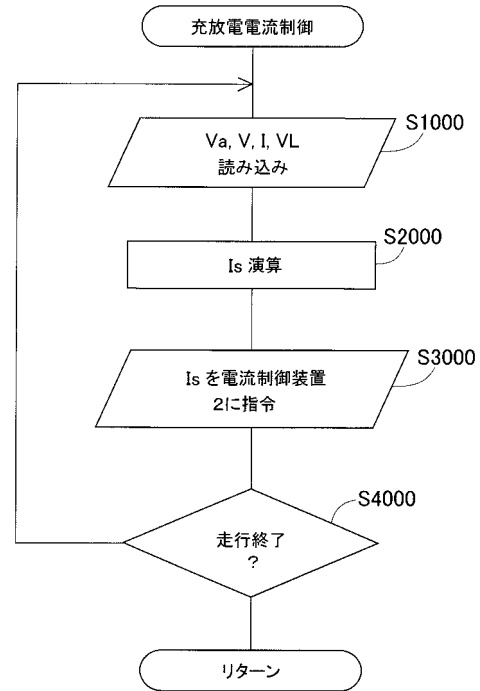 充放電電流制御
S1000
Va, V, I, VL
読み込み
S2000
Is 演算
S3000
Isを電流制御装置
2に指令
S4000
走行終了
?
リターン